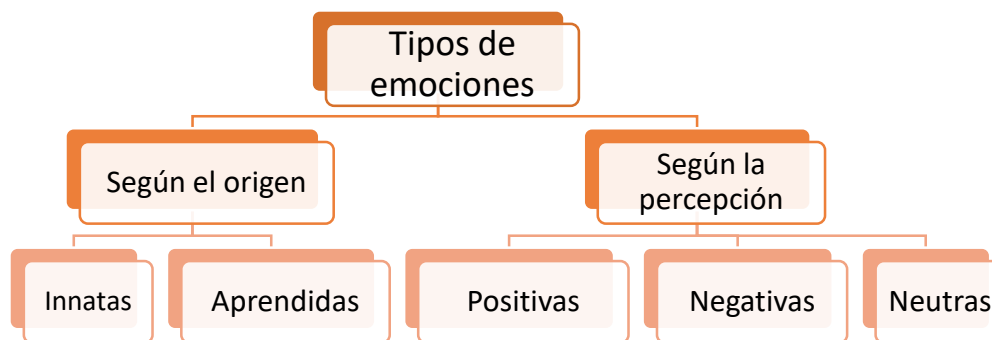 Tipos de
emociones
Según el origen
Según la
percepción
Innatas
Aprendidas
Positivas
Negativas
Neutras